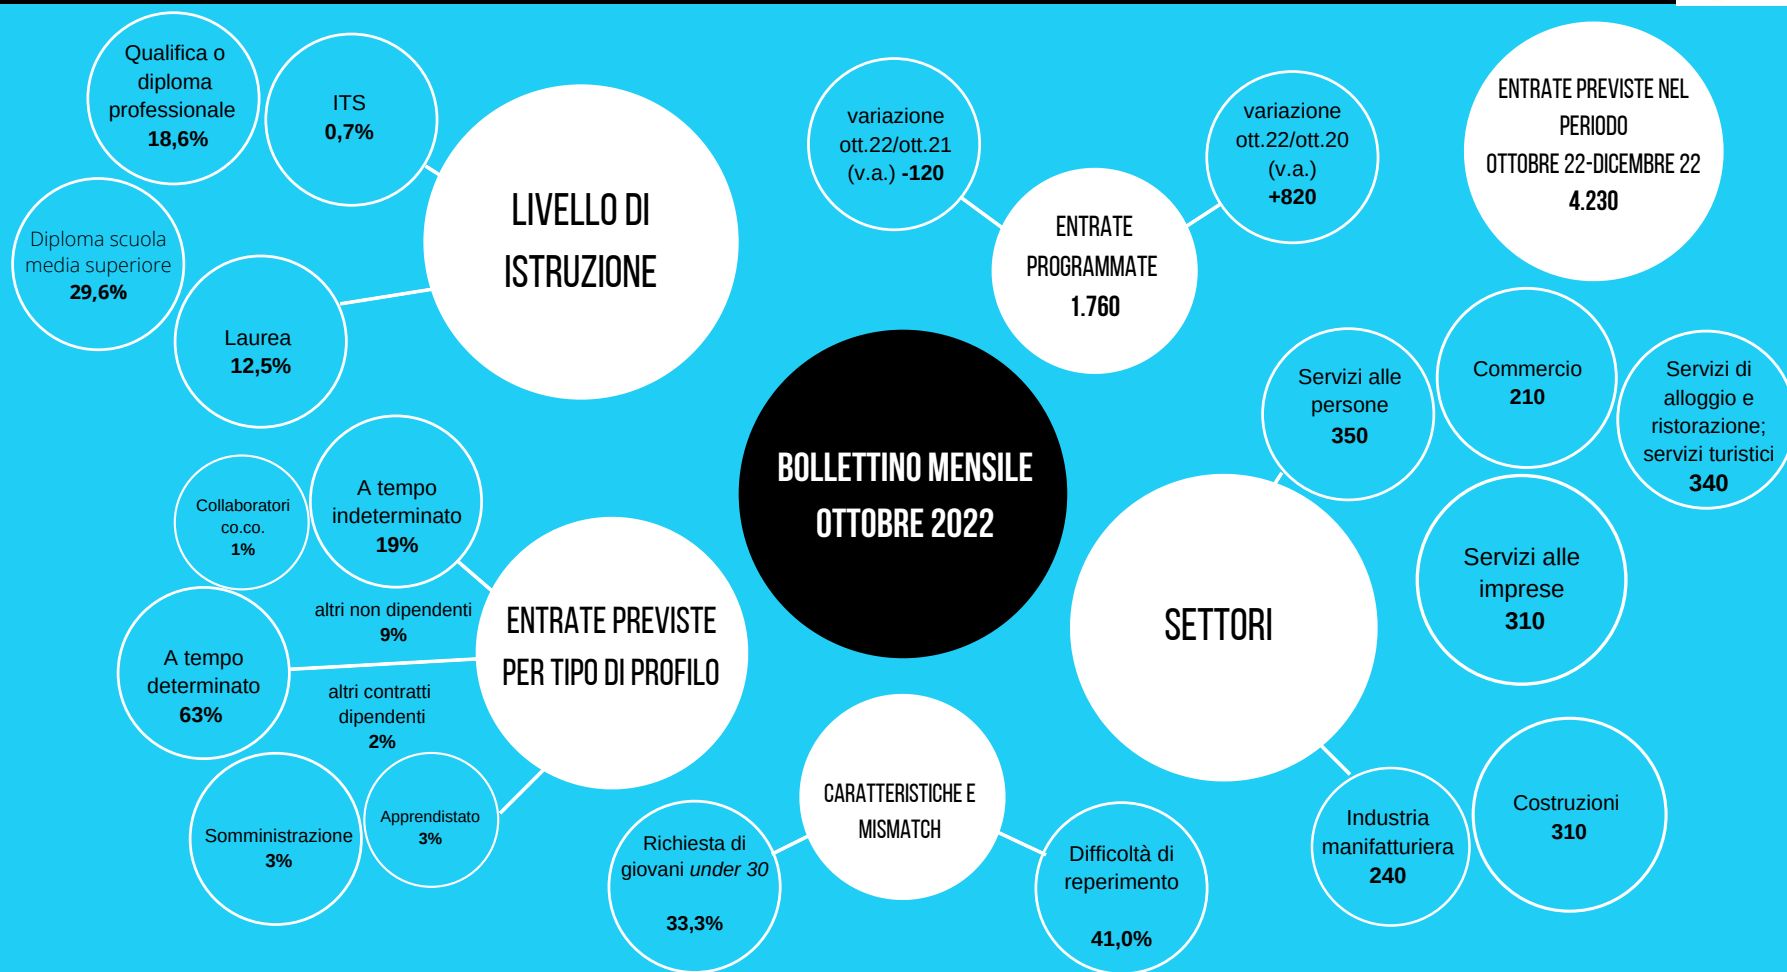 Qualifica o
diploma
professionale
18,6%
ITS
0,7%
Diploma scuola
media superiore
29,6%
Laurea
12,5%
LIVELLO DI
ISTRUZIONE
variazione
ott.22/ott.21
(v.a.) -120
variazione
ott.22/ott.20
(v.a.)
+820
ENTRATE
PROGRAMMATE
1.760
ENTRATE PREVISTE NEL
PERIODO
OTTOBRE 22-DICEMBRE 22
4.230
BOLLETTINO MENSILE
OTTOBRE 2022
Servizi alle
persone
350
Commercio
210
Servizi di
alloggio e
ristorazione;
servizi turistici
340
Servizi alle
imprese
310
SETTORI
Industria
manifatturiera
240
Costruzioni
310
Collaboratori
co.co.
1%
A tempo
indeterminato
19%
altri non dipendenti
9%
A tempo
determinato
63%
altri contratti
dipendenti
2%
Somministrazione
3%
Apprendistato
3%
ENTRATE PREVISTE
PER TIPO DI PROFILO
CARATTERISTICHE E
MISMATCH
Richiesta di
giovani under 30
33,3%
Difficoltà di
reperimento
41,0%